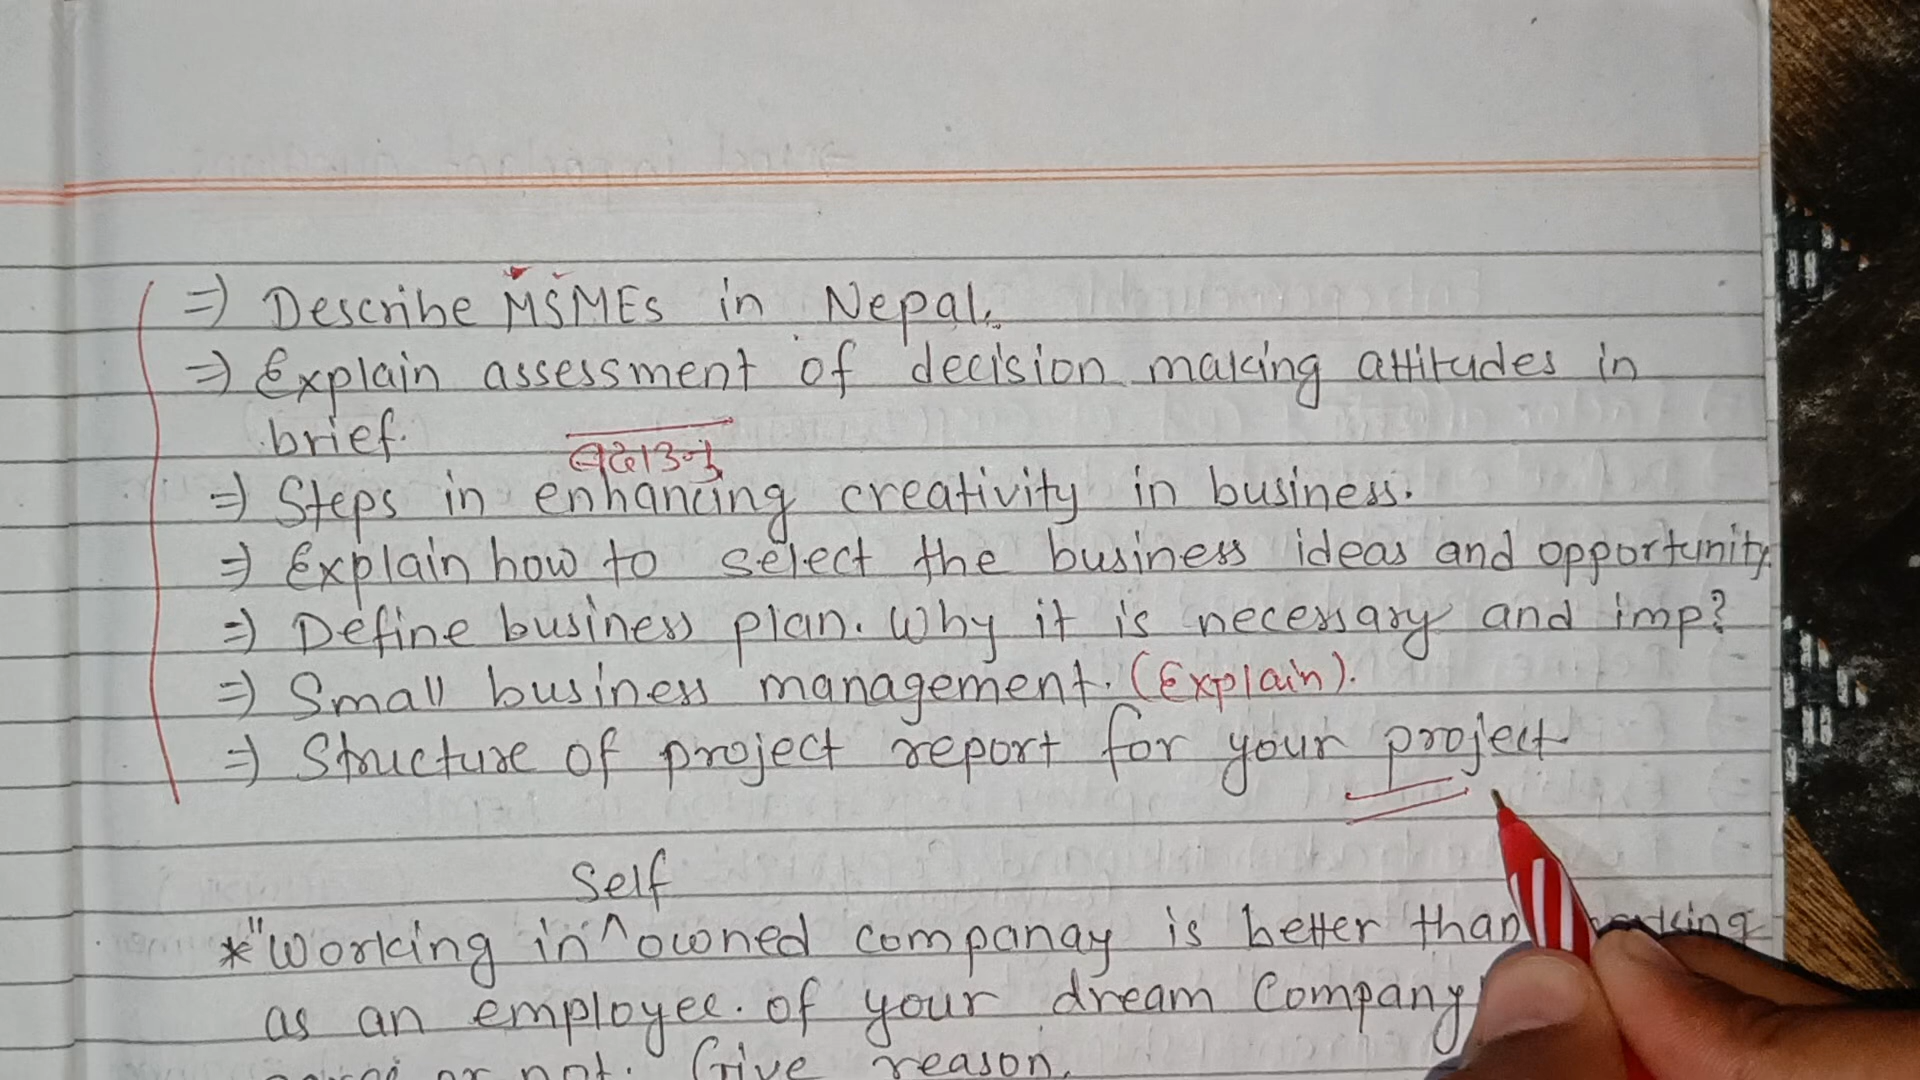 ⇒ Describe MSMEs in Nepal.
⇒ Explain assessment of decision making attitudes in
brief.
⇒ Steps in enhancing creativity in business.
⇒ Explain how to select the business ideas and opportunity
⇒ Define business plan. Why it is necessary and imp?
⇒ Small business management. (Explain).
⇒ Structure of project report for your project
Self
*"Working in ^ owned companay is better than
as an employee. of your dream Company
or not. Give reason.